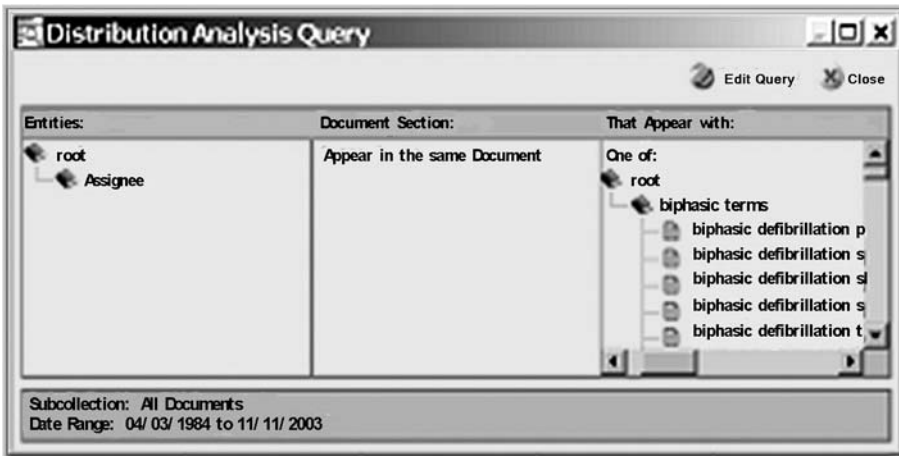 Distribution Analysis Query
Edit Query Close
Entities: Document Section: That Appear with:
root
Assignee
Appear in the same Document
One of:
root
biphasic terms
biphasic defibrillation p
biphasic defibrillation s
biphasic defibrillation sl
biphasic defibrillation s
biphasic defibrillation t
Subcollection: All Documents
Date Range: 04/03/1984 to 11/11/2003